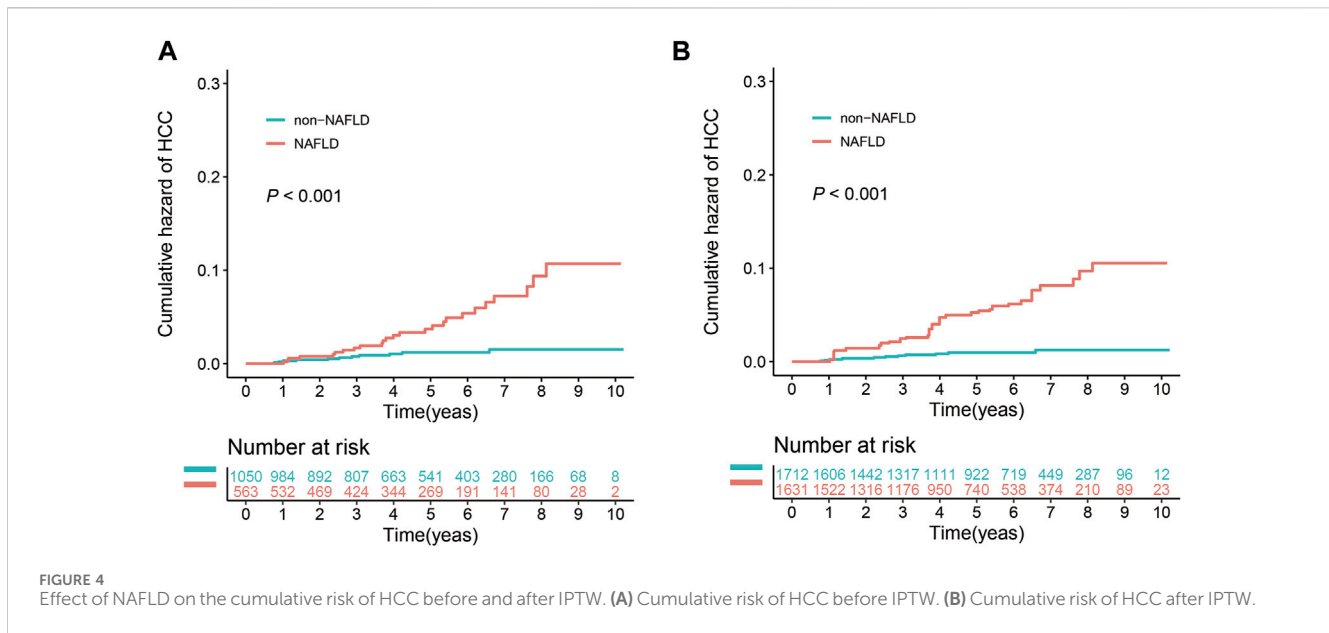 A
Cumulative hazard of HCC
0.3
0.2
0.1
0.0
non-NAFLD
NAFLD
P < 0.001
0 1 2 3 4 5 6 7 8 9 10
Time(yeas)
Number at risk
1050 984 892 807 663 541 403 280 166 68 8
563 532 469 424 344 269 191 141 80 28 2
0 1 2 3 4 5 6 7 8 9 10
Time(yeas)
B
Cumulative hazard of HCC
0.3
0.2
0.1
0.0
non-NAFLD
NAFLD
P < 0.001
0 1 2 3 4 5 6 7 8 9 10
Time(yeas)
Number at risk
1712 1606 1442 1317 1111 922 719 449 287 96 12
1631 1522 1316 1176 950 740 538 374 210 89 23
0 1 2 3 4 5 6 7 8 9 10
Time(yeas)
FIGURE 4
Effect of NAFLD on the cumulative risk of HCC before and after IPTW. (A) Cumulative risk of HCC before IPTW. (B) Cumulative risk of HCC after IPTW.